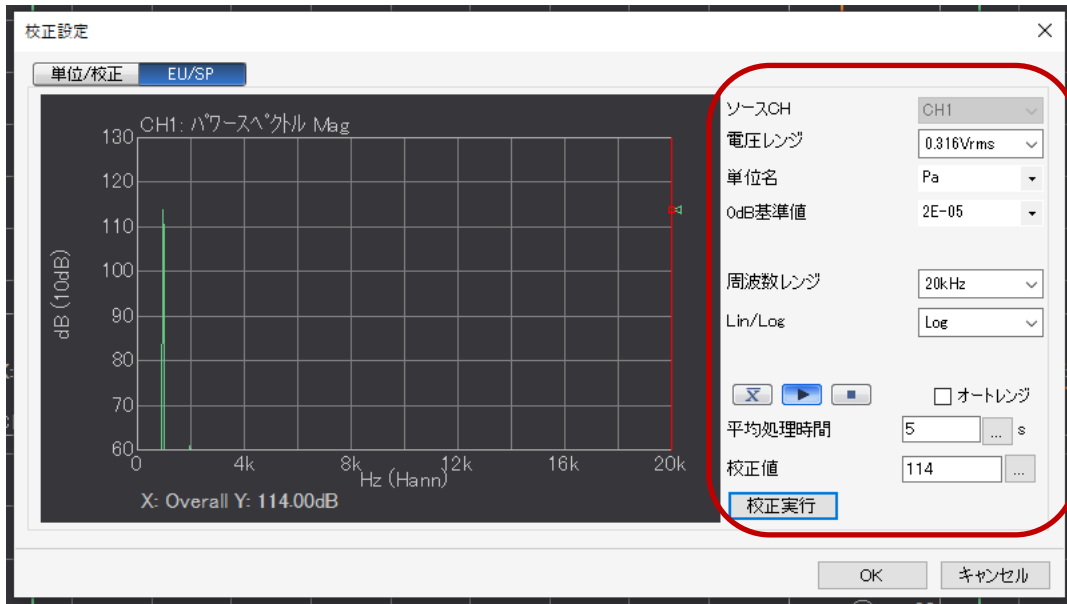 校正設定
単位/校正 EU/SP
CH1: パワースペクトル Mag
130
120
110
100
90
80
70
60
dB (10dB)
0 4k 8k 12k 16k 20k
Hz (Hann)
X: Overall Y: 114.00dB
ソースCH CH1
電圧レンジ 0.316Vrms
単位名 Pa
0dB基準値 2E-05
周波数レンジ 20kHz
Lin/Log Log
X
オートレンジ
平均処理時間 5 ... s
校正値 114 ...
校正実行
OK キャンセル